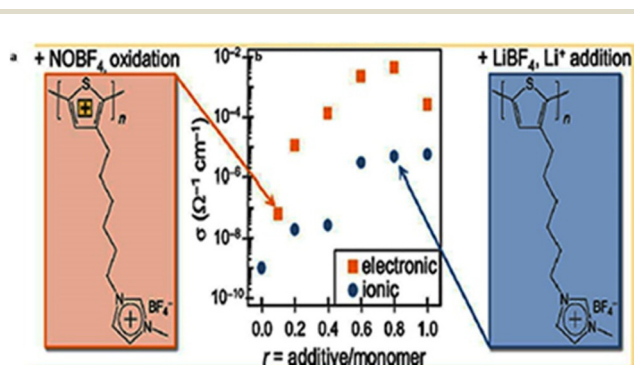 a
+ NOBF₄, oxidation
b
+ LiBF₄, Li⁺ addition
S
n
N
N
BF₄⁻
+
σ (Ω⁻¹ cm⁻¹)
10⁻²
10⁻⁴
10⁻⁶
10⁻⁸
10⁻¹⁰
electronic
ionic
0.0 0.2 0.4 0.6 0.8 1.0
r = additive/monomer
S
n
N
N
BF₄⁻
+